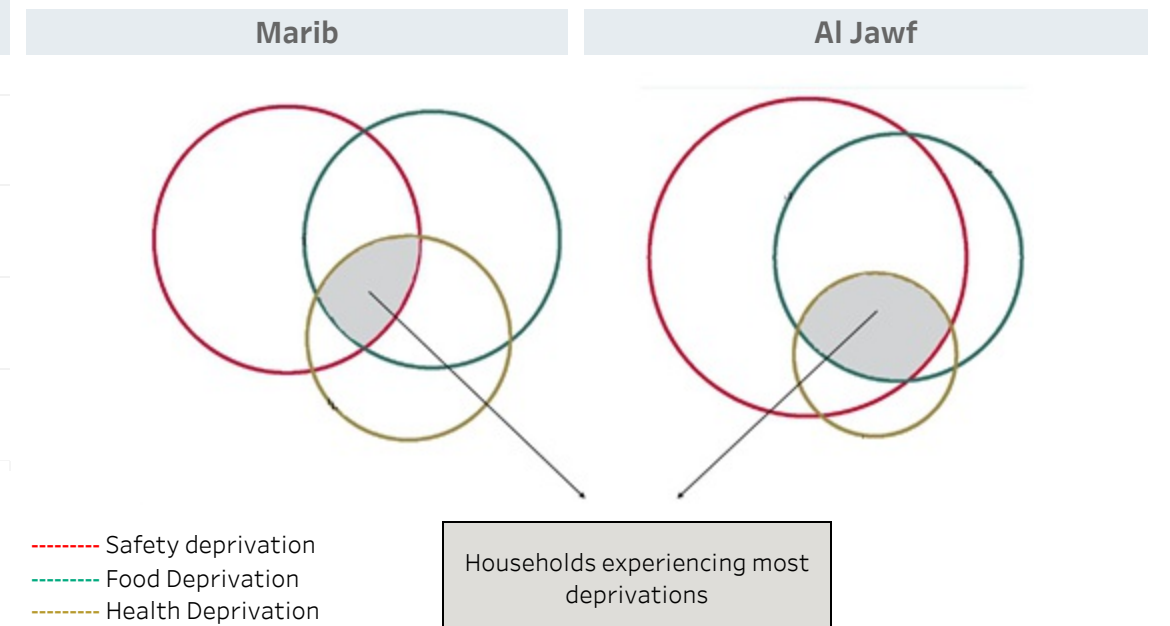 Marib
Al Jawf
Safety deprivation
Food Deprivation
Health Deprivation
Households experiencing most
deprivations